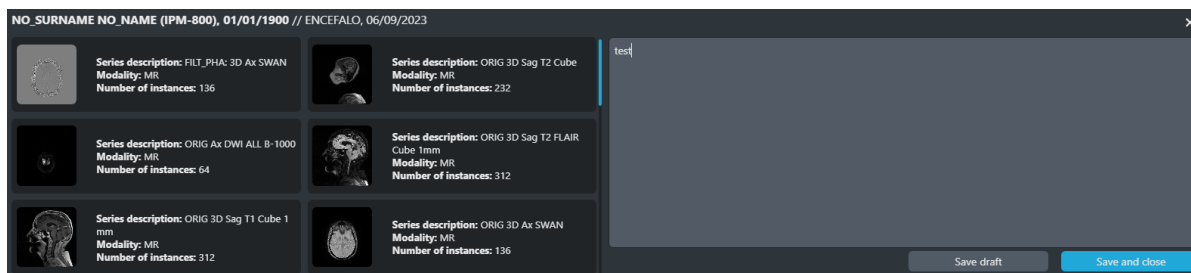 NO_SURNAME NO_NAME (IPM-800), 01/01/1900 // ENCEFALO, 06/09/2023
Series description: FILT_PHA: 3D Ax SWAN
Modality: MR
Number of instances: 136
Series description: ORIG 3D Sag T2 Cube
Modality: MR
Number of instances: 232
Series description: ORIG Ax DWI ALL B-1000
Modality: MR
Number of instances: 64
Series description: ORIG 3D Sag T2 FLAIR
Cube 1mm
Modality: MR
Number of instances: 312
Series description: ORIG 3D Sag T1 Cube 1
mm
Modality: MR
Number of instances: 312
Series description: ORIG 3D Ax SWAN
Modality: MR
Number of instances: 136
test
Save draft
Save and close